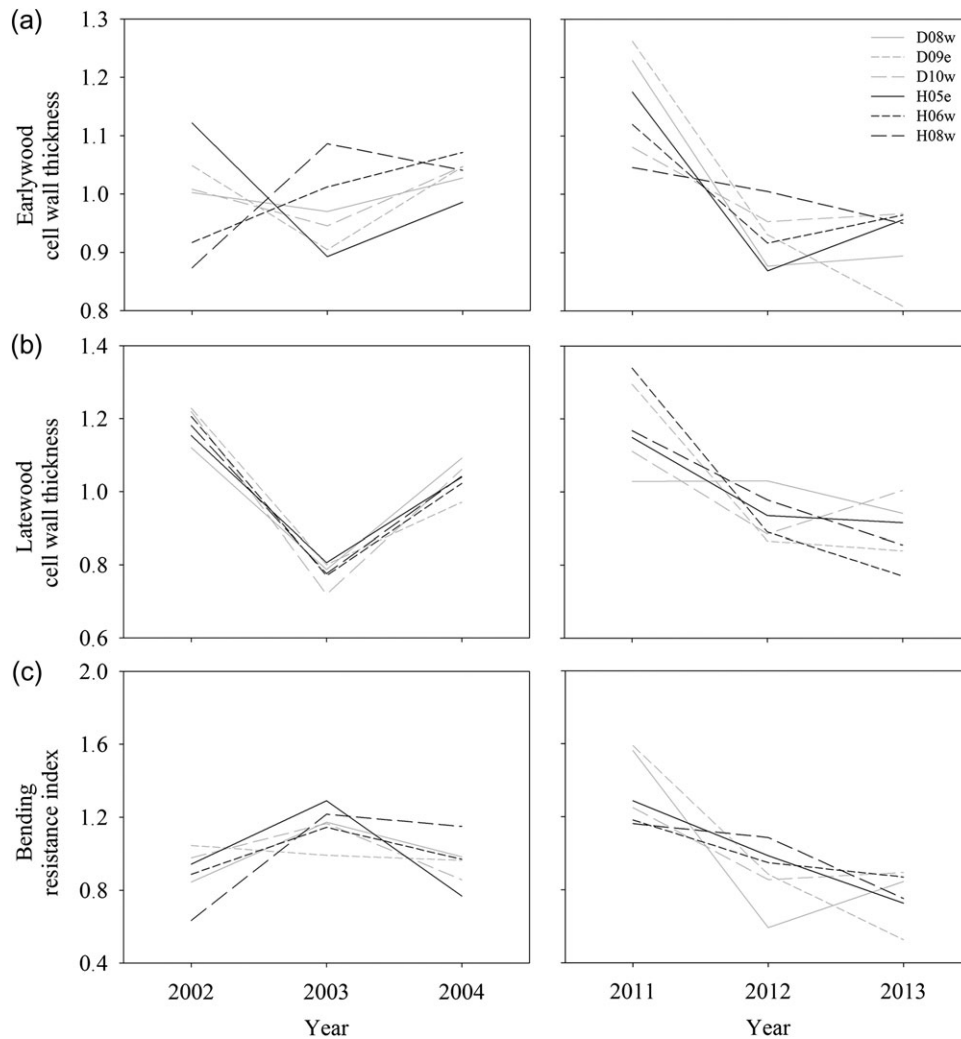 (a)
Earlywood
cell wall thickness
1.3
1.2
1.1
1.0
0.9
0.8
D08w
D09e
D10w
H05e
H06w
H08w
(b)
Latewood
cell wall thickness
1.4
1.2
1.0
0.8
0.6
(c)
Bending
resistance index
2.0
1.6
1.2
0.8
0.4
2002 2003 2004
Year
2011 2012 2013
Year